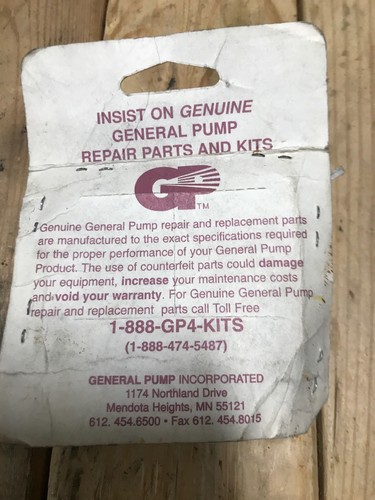 INSIST ON GENUINE
GENERAL PUMP
REPAIR PARTS AND KITS
GP TM
Genuine General Pump repair and replacement parts
are manufactured to the exact specifications required
for the proper performance of your General Pump
Product. The use of counterfeit parts could damage
your equipment, increase your maintenance costs
and void your warranty. For Genuine General Pump
repair and replacement parts call Toll Free
1-888-GP4-KITS
(1-888-474-5487)
GENERAL PUMP INCORPORATED
1174 Northland Drive
Mendota Heights, MN 55121
612. 454.6500 • Fax 612. 454.8015